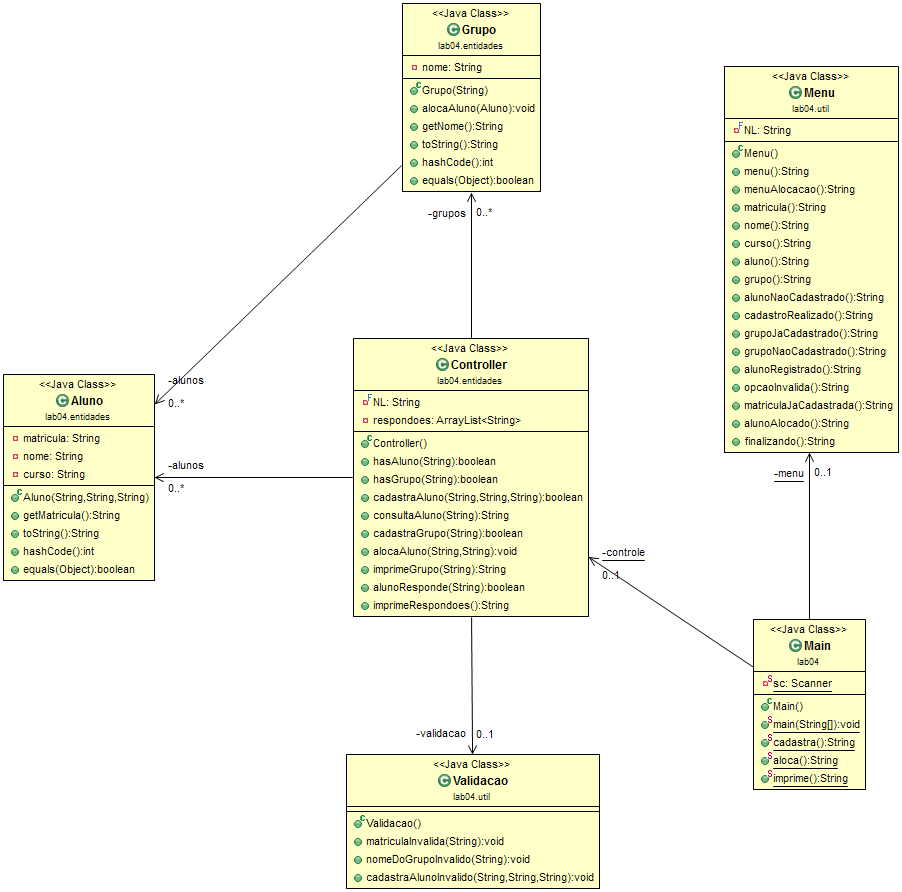 <<Java Class>>
Grupo
lab04.entidades
nome: String
Grupo(String)
alocaAluno(Aluno):void
getNome():String
toString():String
hashCode():int
equals(Object):boolean
<<Java Class>>
Menu
lab04.util
NL: String
Menu()
menu():String
menuAlocacao():String
matricula():String
nome():String
curso():String
aluno():String
grupo():String
alunoNaoCadastrado():String
cadastroRealizado():String
grupoJaCadastrado():String
grupoNaoCadastrado():String
alunoRegistrado():String
opcaoInvalida():String
matriculaJaCadastrada():String
alunoAlocado():String
finalizando():String
-grupos 0..*
<<Java Class>>
Controller
lab04.entidades
NL: String
respondoes: ArrayList<String>
Controller()
hasAluno(String):boolean
hasGrupo(String):boolean
cadastraAluno(String,String,String):boolean
consultaAluno(String):String
cadastraGrupo(String):boolean
alocaAluno(String,String):void
imprimeGrupo(String):String
alunoResponde(String):boolean
imprimeRespondoes():String
-alunos
0..*
<<Java Class>>
Aluno
lab04.entidades
matricula: String
nome: String
curso: String
Aluno(String,String,String)
getMatricula():String
toString():String
hashCode():int
equals(Object):boolean
-alunos
0..*
-menu 0..1
-controle
0..1
<<Java Class>>
Main
lab04
sc: Scanner
Main()
main(String[]):void
cadastra():String
aloca():String
imprime():String
-validacao 0..1
<<Java Class>>
Validacao
lab04.util
Validacao()
matriculaInvalida(String):void
nomeDoGrupoInvalido(String):void
cadastraAlunoInvalido(String,String,String):void